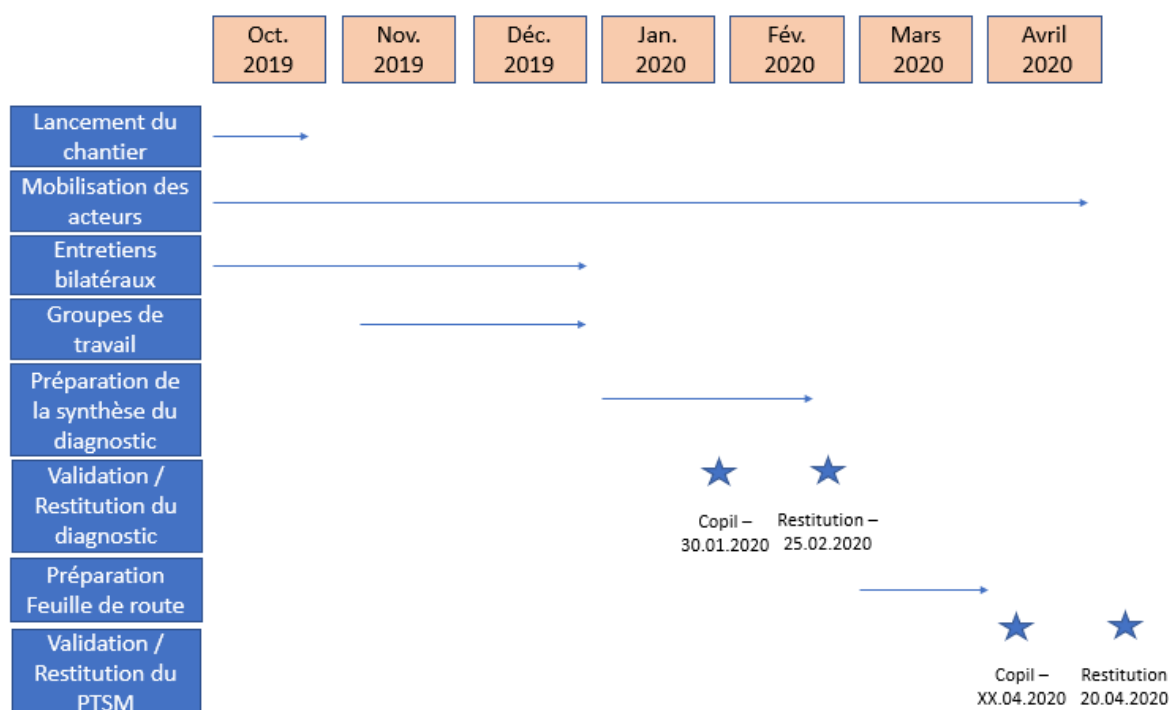 Oct.
2019
Nov.
2019
Déc.
2019
Jan.
2020
Fév.
2020
Mars
2020
Avril
2020
Lancement du
chantier
Mobilisation des
acteurs
Entretiens
bilatéraux
Groupes de
travail
Préparation de
la synthèse du
diagnostic
Validation /
Restitution du
diagnostic
Copil –
30.01.2020
Restitution –
25.02.2020
Préparation
Feuille de route
Validation /
Restitution du
PTSM
Copil –
XX.04.2020
Restitution
20.04.2020